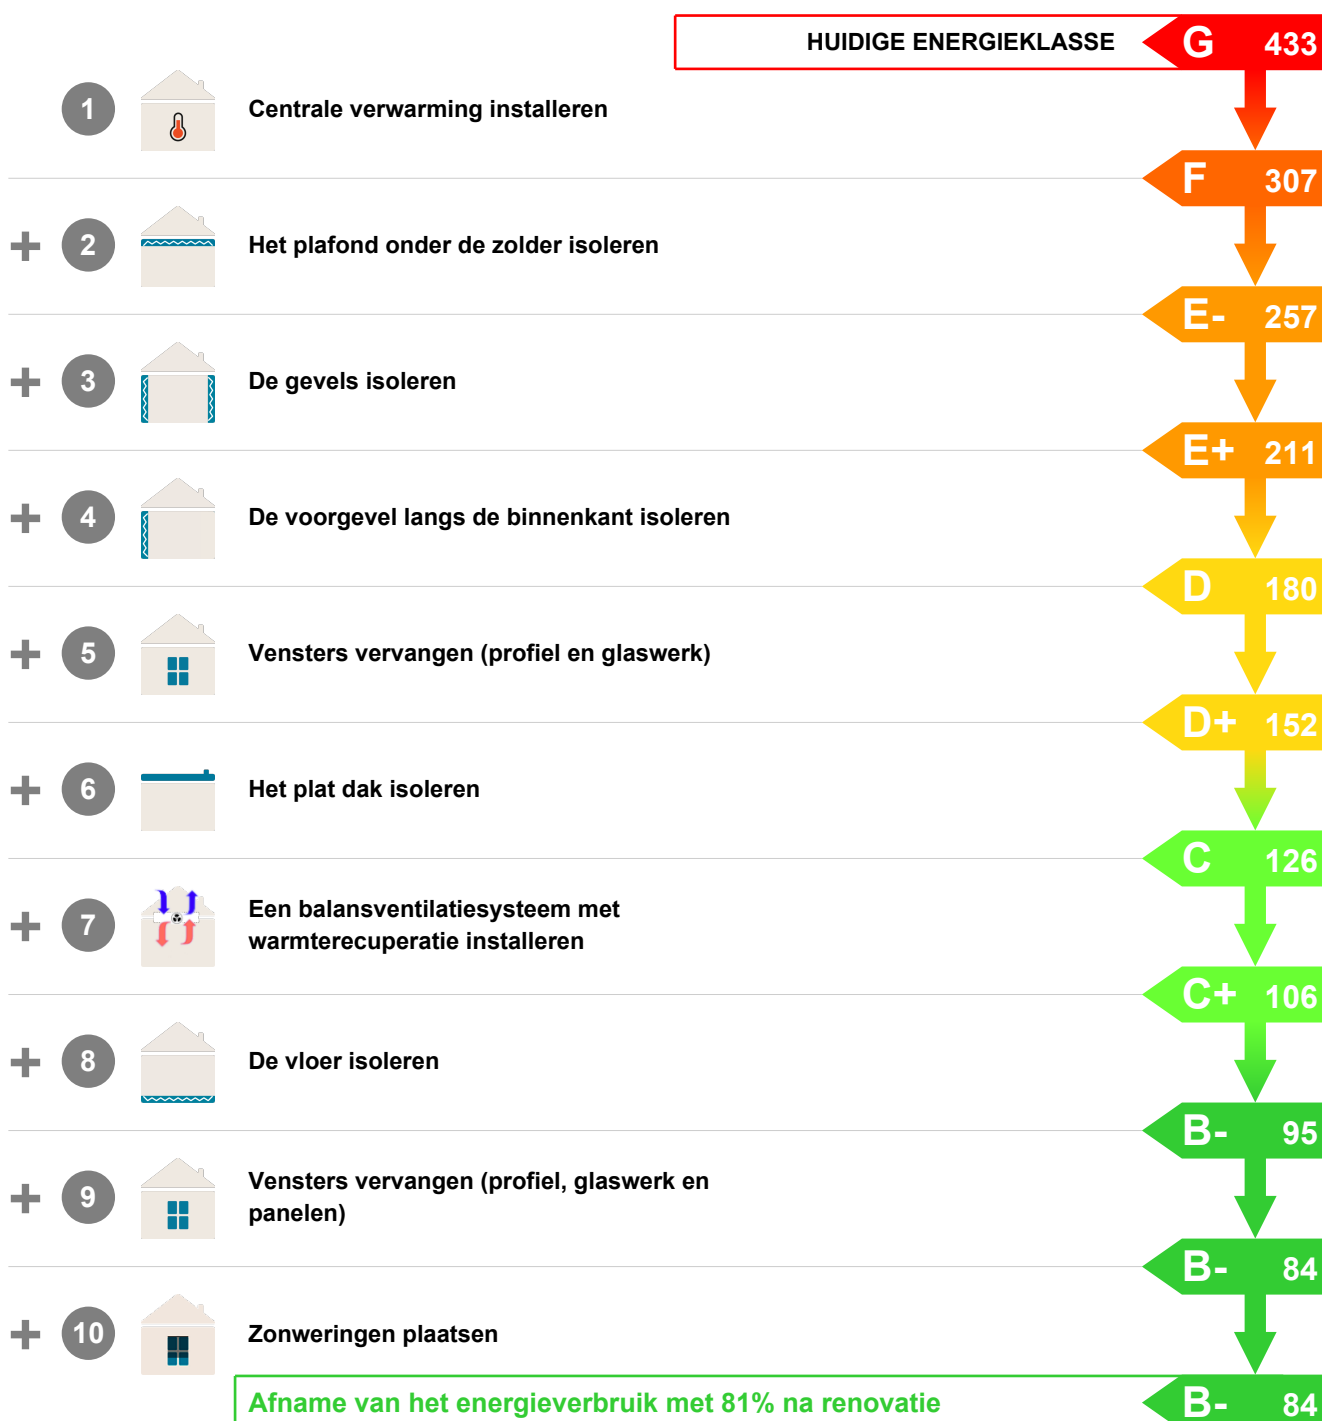 HUIDIGE ENERGIEKLASSE G 433
1 Centrale verwarming installeren
F 307
+ 2 Het plafond onder de zolder isoleren
E- 257
+ 3 De gevels isoleren
E+ 211
+ 4 De voorgevel langs de binnenkant isoleren
D 180
+ 5 Vensters vervangen (profiel en glaswerk)
D+ 152
+ 6 Het plat dak isoleren
C 126
+ 7 Een balansventilatiesysteem met
warmterecuperatie installeren
C+ 106
+ 8 De vloer isoleren
B- 95
+ 9 Vensters vervangen (profiel, glaswerk en
panelen)
B- 84
+ 10 Zonweringen plaatsen
Afname van het energieverbruik met 81% na renovatie B- 84